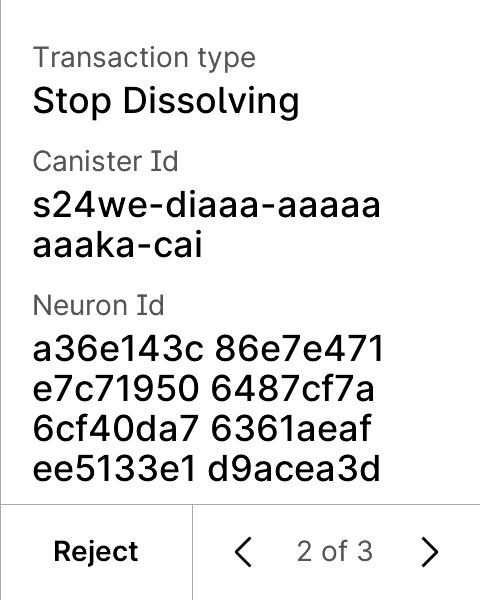 Transaction type
Stop Dissolving
Canister Id
s24we-diaaa-aaaaa
aaaka-cai
Neuron Id
a36e143c 86e7e471
e7c71950 6487cf7a
6cf40da7 6361aeaf
ee5133e1 d9acea3d
Reject
2 of 3